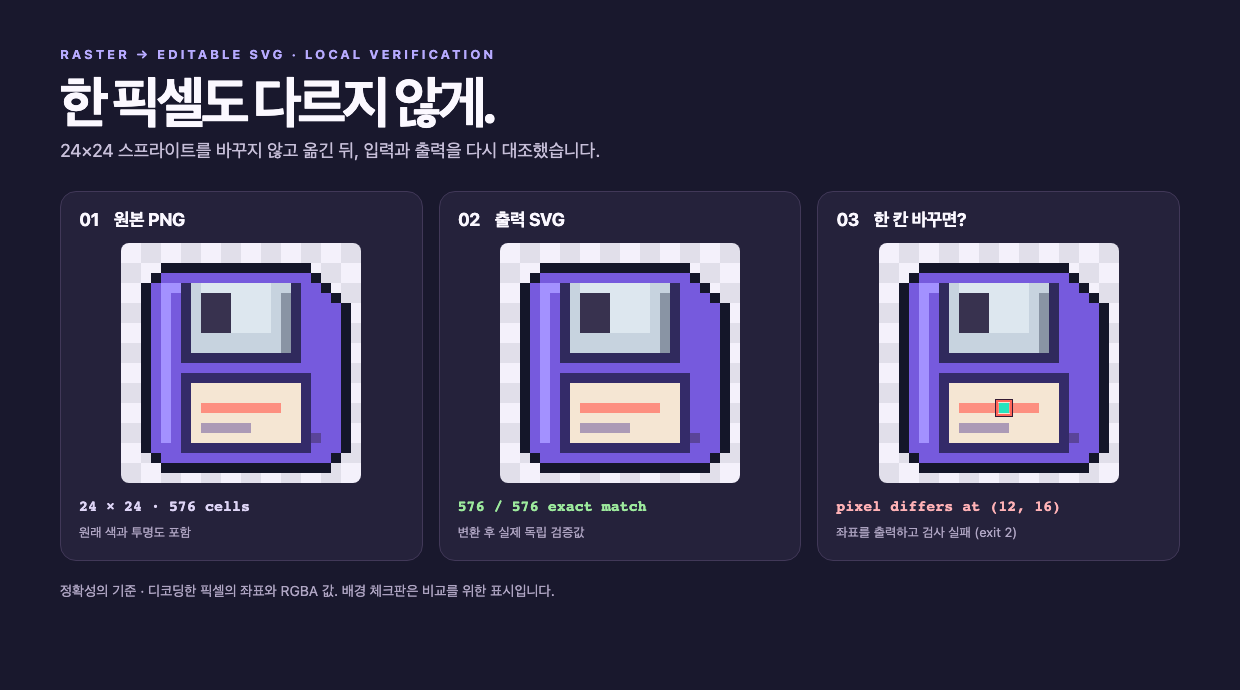 RASTER → EDITABLE SVG · LOCAL VERIFICATION
한 픽셀도 다르지 않게.
24×24 스프라이트를 바꾸지 않고 옮긴 뒤, 입력과 출력을 다시 대조했습니다.
01 원본 PNG
24 × 24 · 576 cells
원래 색과 투명도 포함
02 출력 SVG
576 / 576 exact match
변환 후 실제 독립 검증값
03 한 칸 바꾸면?
pixel differs at (12, 16)
좌표를 출력하고 검사 실패 (exit 2)
정확성의 기준 · 디코딩한 픽셀의 좌표와 RGBA 값. 배경 체크판은 비교를 위한 표시입니다.